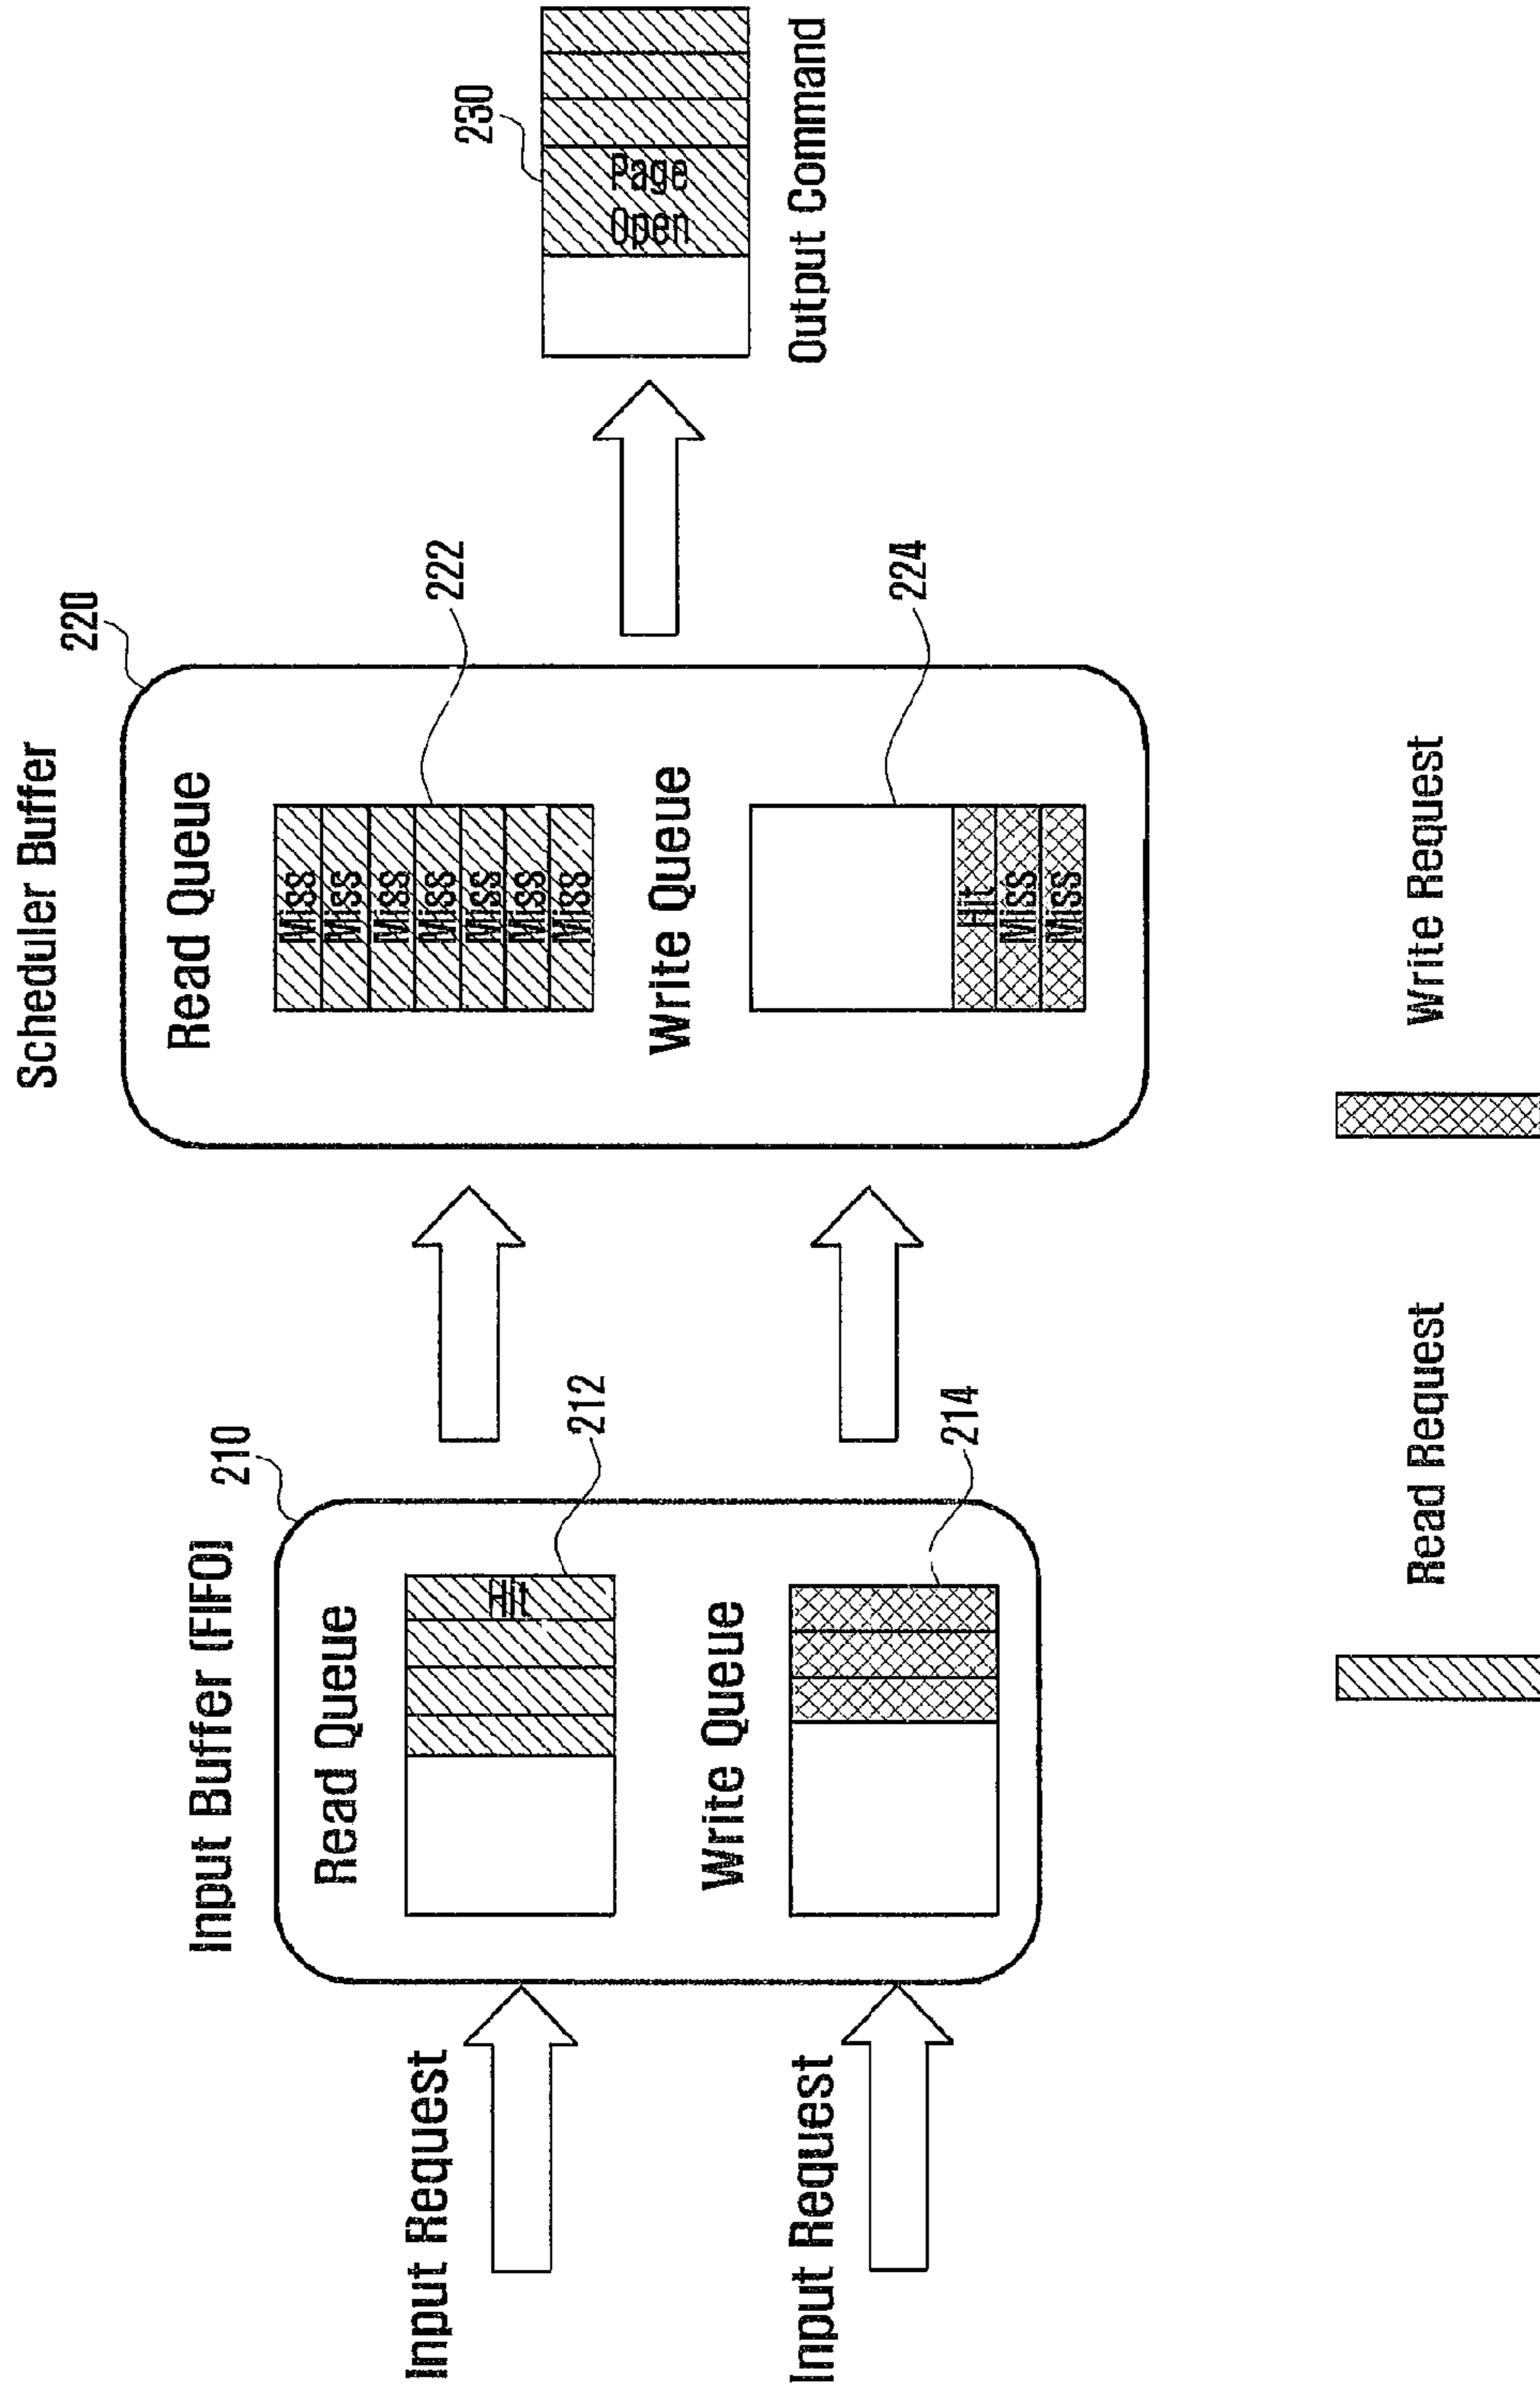 Scheduler Buffer
220
Input Buffer (FIFO)
210
Read Queue
Miss
Miss
Miss
Miss
Miss
Miss
Miss
222
Write Queue
Hit
Miss
Miss
224
Read Queue
Hit
212
Write Queue
214
Input Request
Input Request
230
Page
Open
Output Command
Read Request
Write Request